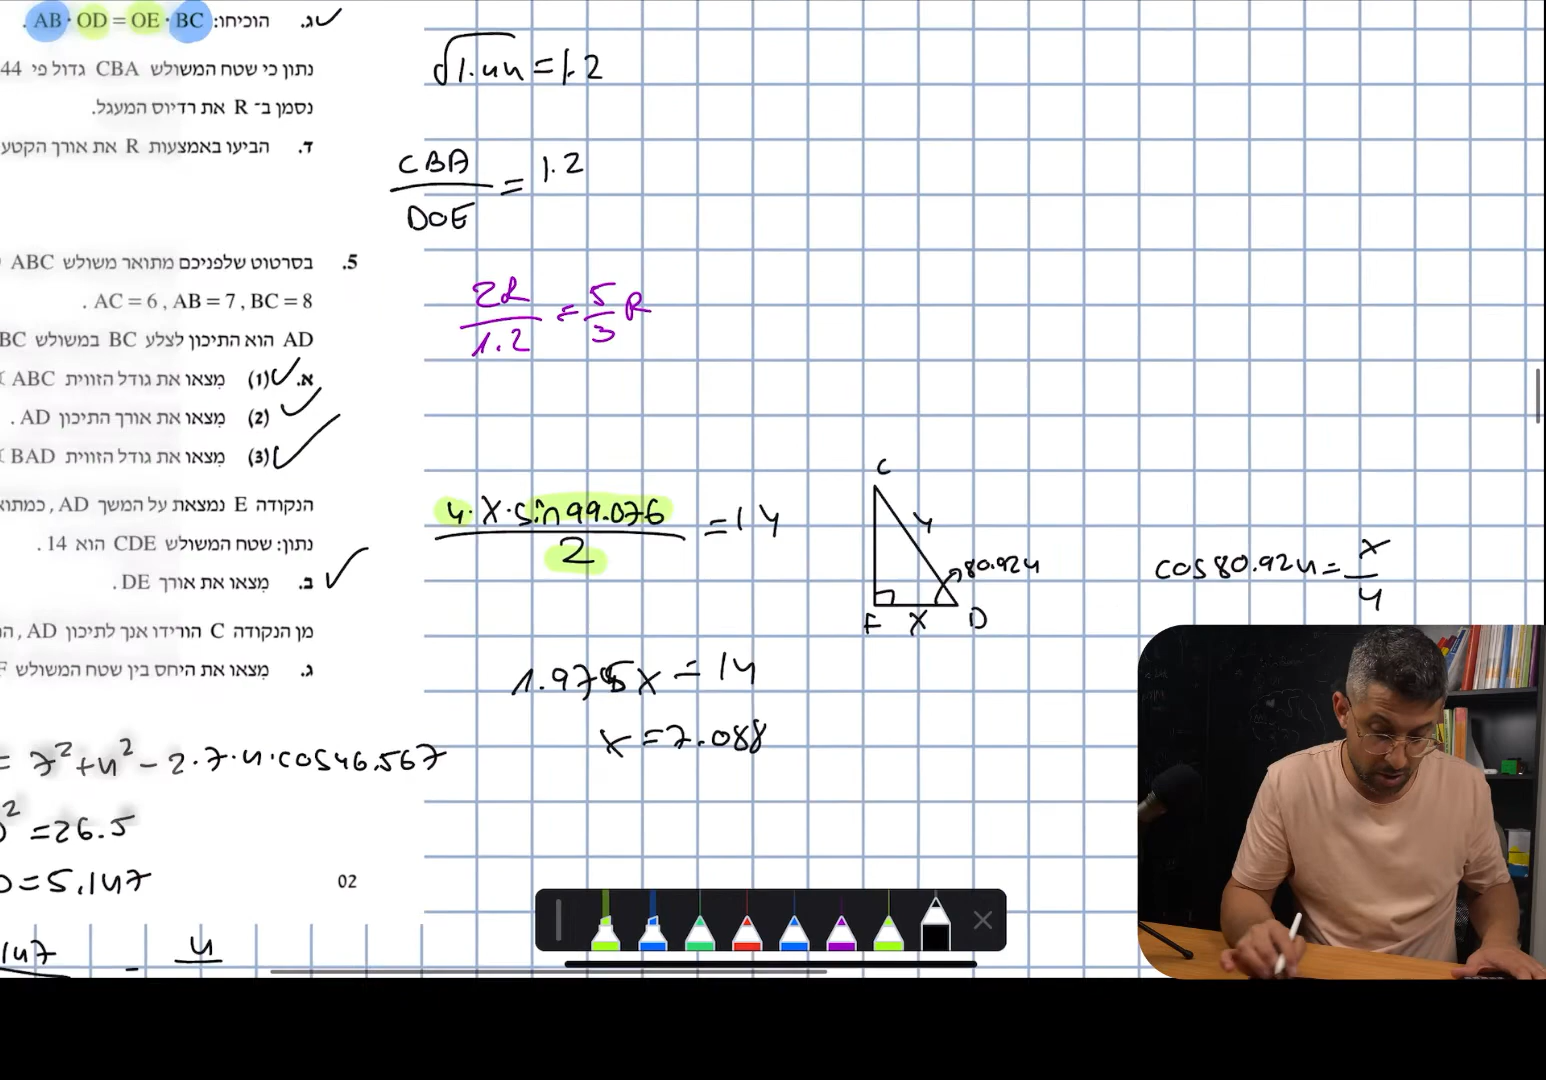 ג. הוכיחו: AB · OD = OE · BC .
נתון כי שטח המשולש CBA גדול פי 44
נסמן ב־ R את רדיוס המעגל.
ד. הביעו באמצעות R את אורך הקטע
√1.44 = 1.2
CBA/DOE = 1.2
2R/1.2 = 5/3 R
5. בסרטוט שלפניכם מתואר משולש ABC
AC = 6 , AB = 7 , BC = 8 .
AD הוא התיכון לצלע BC במשולש BC
א. (1) מִצאו את גודל הזווית ABC
(2) מִצאו את אורך התיכון AD .
(3) מִצאו את גודל הזווית BAD
הנקודה E נמצאת על המשך AD , כמתוא
נתון: שטח המשולש CDE הוא 14 .
ב. מִצאו את אורך DE .
מן הנקודה C הורידו אנך לתיכון AD , ה
ג. מִצאו את היחס בין שטח המשולש F
4·x·sin99.076/2 = 14
1.975x = 14
x = 7.088
C
4
80.924
F x D
cos80.924 = x/4
= 7² + 4² - 2·7·4·cos46.567
² = 26.5
= 5.147
02
147
4